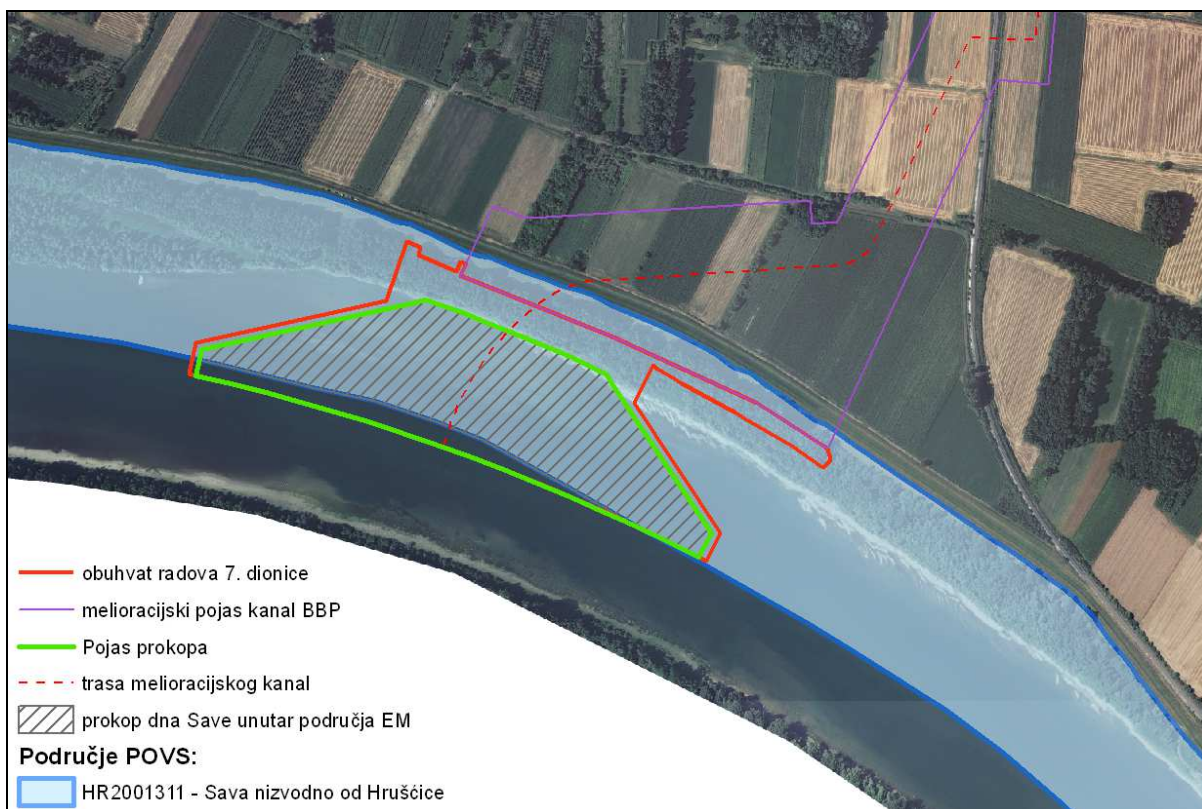 obuhvat radova 7. dionice
melioracijski pojas kanal BBP
Pojas prokopa
trasa melioracijskog kanal
prokop dna Save unutar područja EM
Područje POVS:
HR2001311 - Sava nizvodno od Hrušćice